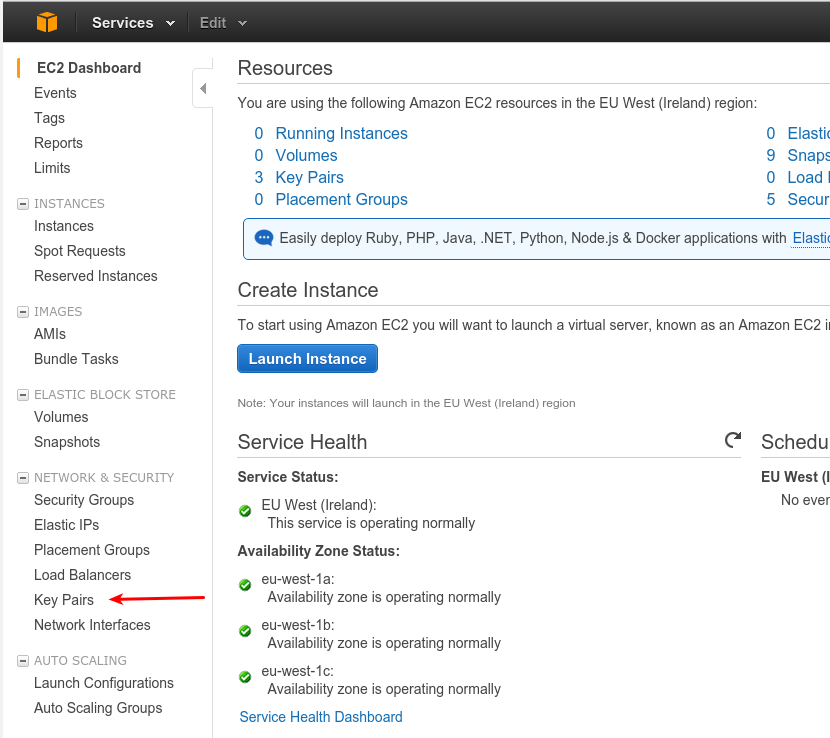 Services Edit
EC2 Dashboard
Events
Tags
Reports
Limits
INSTANCES
Instances
Spot Requests
Reserved Instances
IMAGES
AMIs
Bundle Tasks
ELASTIC BLOCK STORE
Volumes
Snapshots
NETWORK & SECURITY
Security Groups
Elastic IPs
Placement Groups
Load Balancers
Key Pairs
Network Interfaces
AUTO SCALING
Launch Configurations
Auto Scaling Groups
Resources
You are using the following Amazon EC2 resources in the EU West (Ireland) region:
0 Running Instances
0 Volumes
3 Key Pairs
0 Placement Groups
0 Elasti
9 Snaps
0 Load
5 Secur
Easily deploy Ruby, PHP, Java, .NET, Python, Node.js & Docker applications with Elastic
Create Instance
To start using Amazon EC2 you will want to launch a virtual server, known as an Amazon EC2
Launch Instance
Note: Your instances will launch in the EU West (Ireland) region
Service Health
Service Status:
EU West (Ireland):
This service is operating normally
Availability Zone Status:
eu-west-1a:
Availability zone is operating normally
eu-west-1b:
Availability zone is operating normally
eu-west-1c:
Availability zone is operating normally
Service Health Dashboard
Schedu
EU West (I
No ever